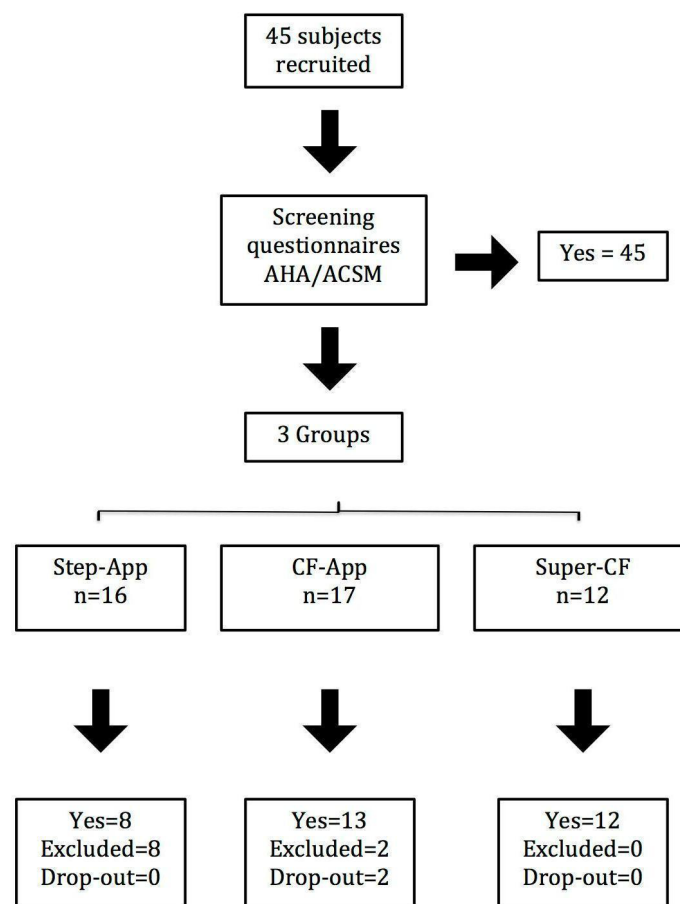 45 subjects
recruited
Screening
questionnaires
AHA/ACSM
Yes = 45
3 Groups
Step-App
n=16
CF-App
n=17
Super-CF
n=12
Yes=8
Excluded=8
Drop-out=0
Yes=13
Excluded=2
Drop-out=2
Yes=12
Excluded=0
Drop-out=0